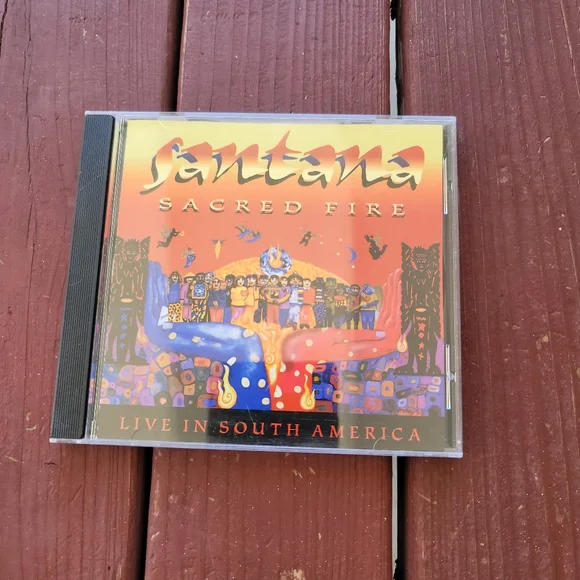 Santana
SACRED FIRE
LIVE IN SOUTH AMERICA